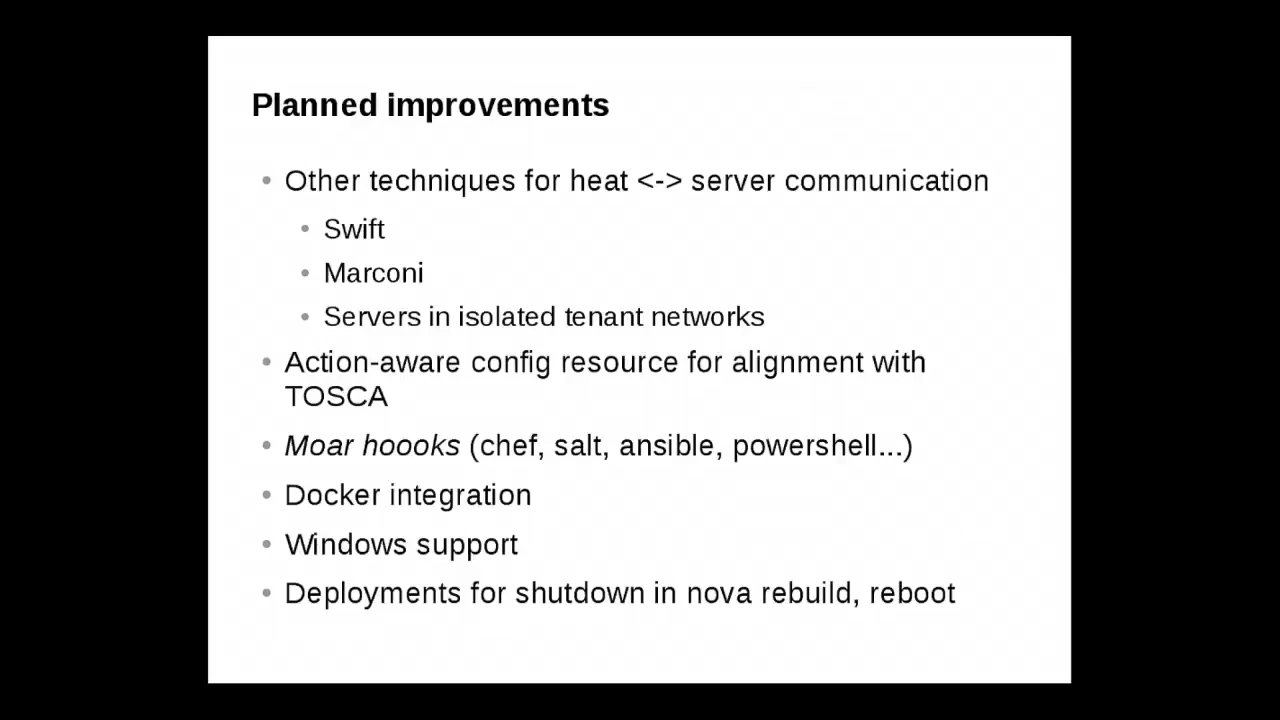 Planned improvements
• Other techniques for heat <-> server communication
• Swift
• Marconi
• Servers in isolated tenant networks
• Action-aware config resource for alignment with
TOSCA
• Moar hoooks (chef, salt, ansible, powershell...)
• Docker integration
• Windows support
• Deployments for shutdown in nova rebuild, reboot